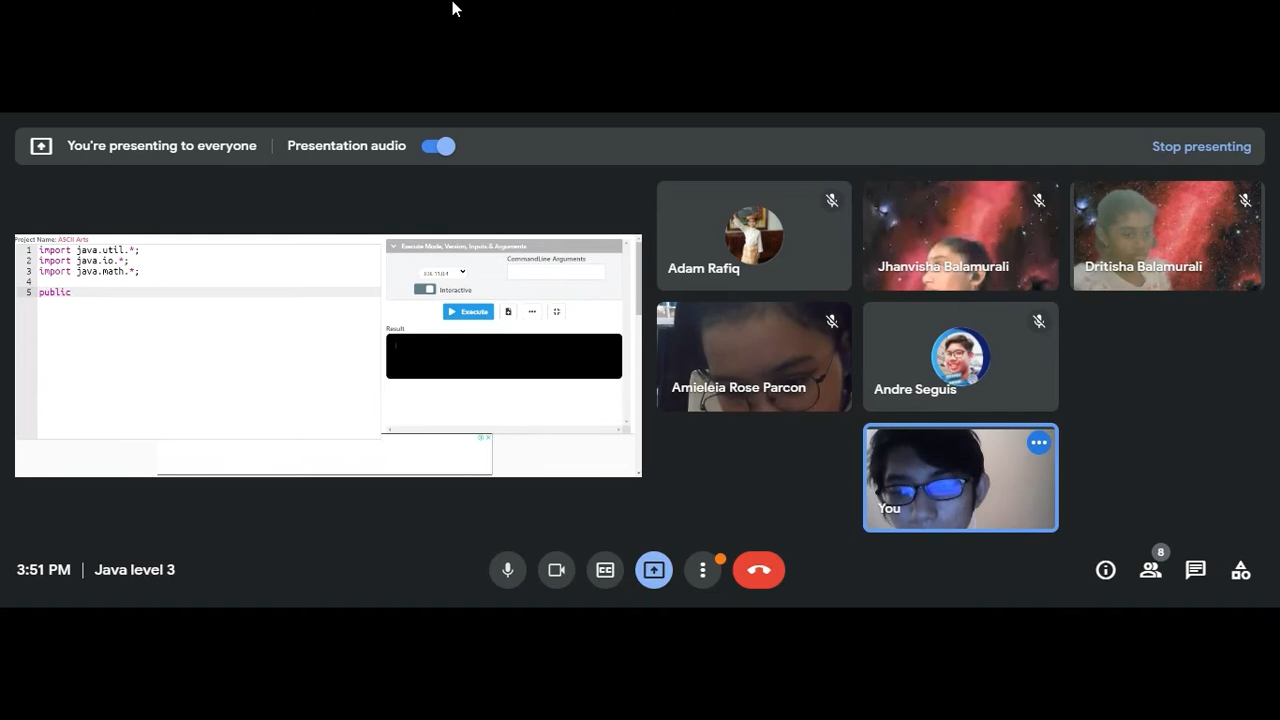 You're presenting to everyone
Presentation audio
Stop presenting
Project Name: ASCII Arts
1 import java.util.*;
2 import java.io.*;
3 import java.math.*;
4
5 public
Execute Mode, Version, Inputs & Arguments
CommandLine Arguments
Interactive
Execute
Result
Adam Rafiq
Jhanvisha Balamurali
Dritisha Balamurali
Amieleia Rose Parcon
Andre Seguis
You
3:51 PM
Java level 3
CC
8